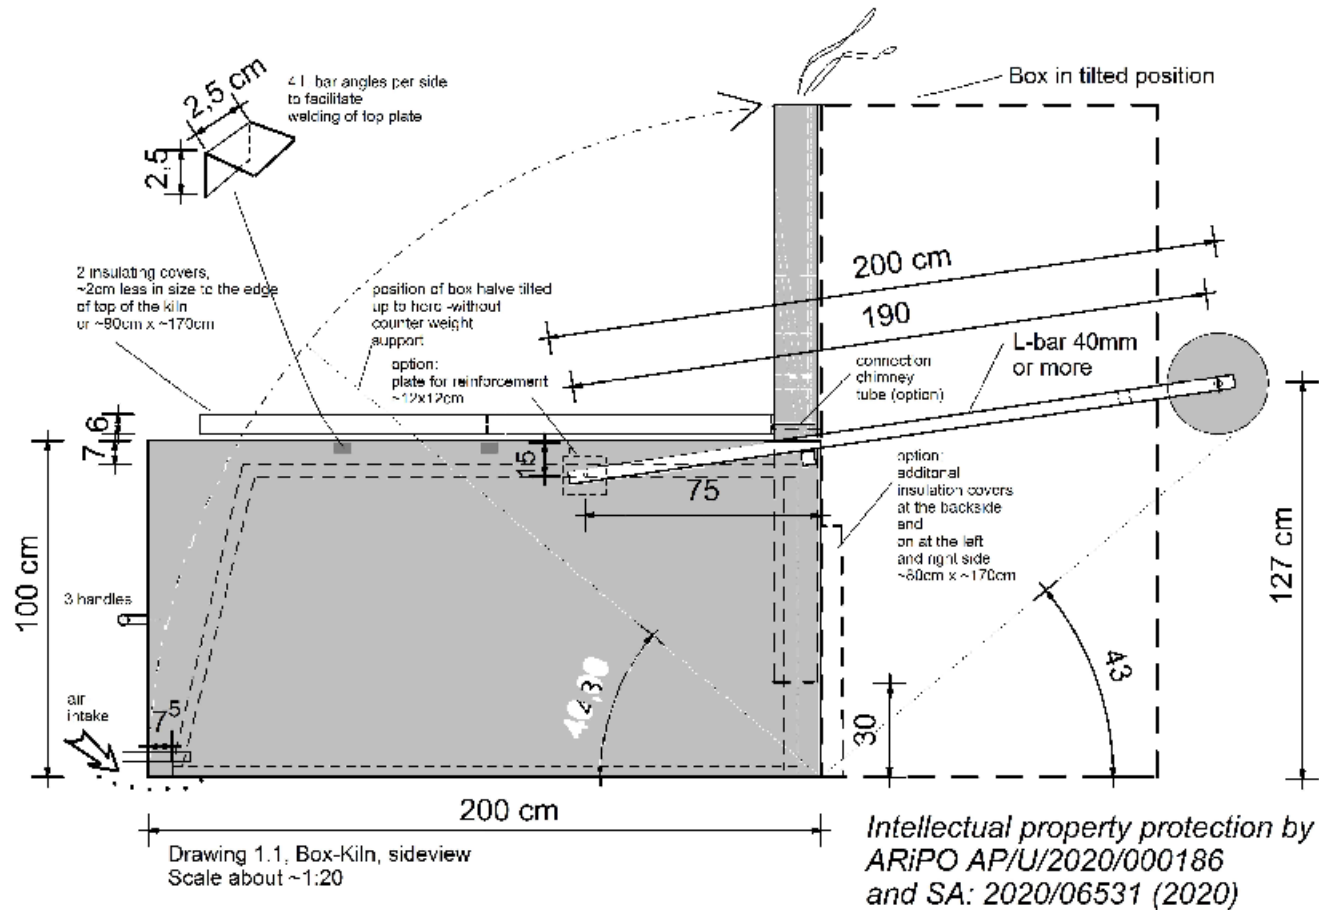 Box in tilted position
2,5 cm
2,5
4 L bar angles per side
to facilitate
welding of top plate
2 insulating covers,
~2cm less in size to the edge
of top of the kiln
or ~90cm x ~170cm
position of box halve tilted
up to here -without
counter weight
support
option:
plate for reinforcement
~12x12cm
200 cm
190
L-bar 40mm
or more
connection
chimney
tube (option)
6
7
15
75
option:
additional
insulation covers
at the backside
and
on at the left
and right side
~80cm x ~170cm
100 cm
3 handles
127 cm
43
air
intake
7⁵
30
200 cm
Drawing 1.1, Box-Kiln, sideview
Scale about ~1:20
Intellectual property protection by
ARiPO AP/U/2020/000186
and SA: 2020/06531 (2020)